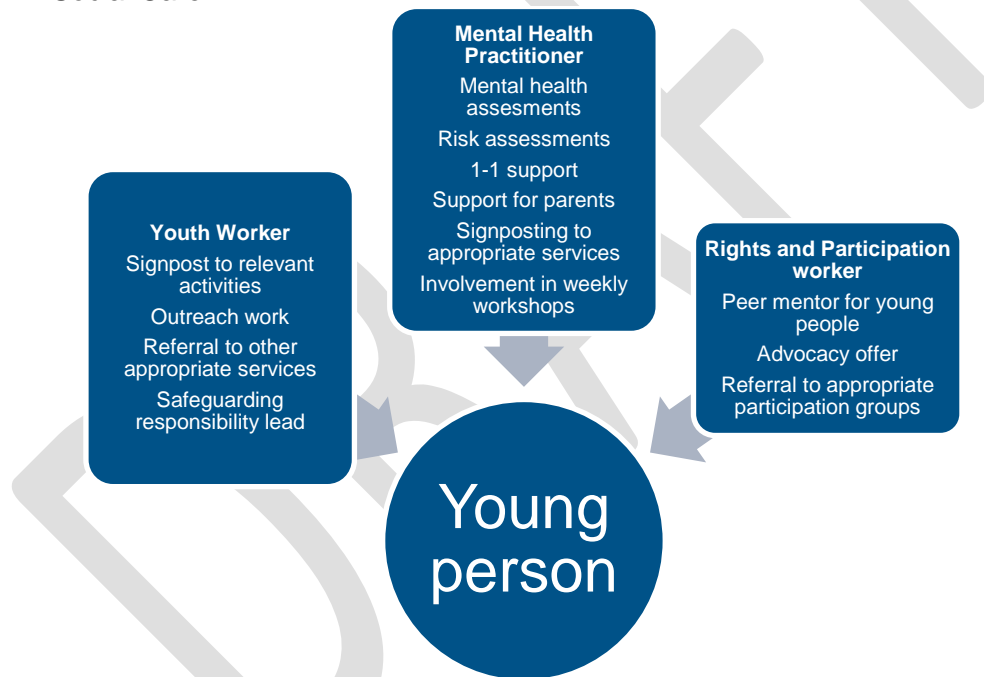 Mental Health
Practitioner
Mental health
assesments
Risk assessments
1-1 support
Support for parents
Signposting to
appropriate services
Involvement in weekly
workshops
Youth Worker
Signpost to relevant
activities
Outreach work
Referral to other
appropriate services
Safeguarding
responsibility lead
Rights and Participation
worker
Peer mentor for young
people
Advocacy offer
Referral to appropriate
participation groups
Young
person